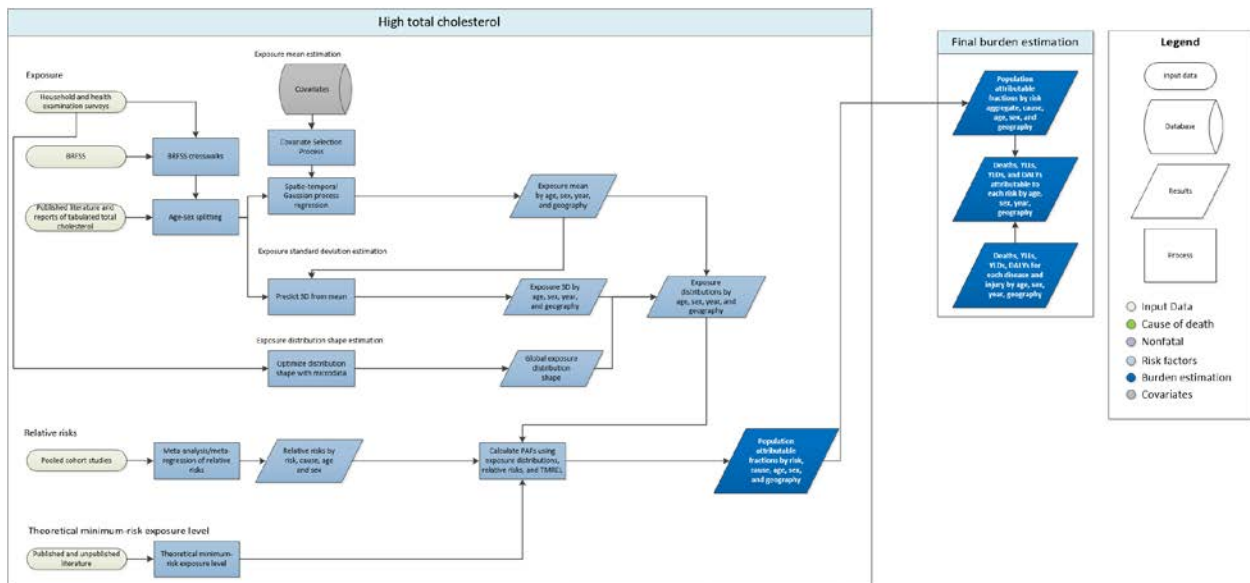 High total cholesterol
Exposure mean estimation
Exposure
Covariates
Household and health
examination surveys
Covariate Selection
Process
BRFSS
BRFSS crosswalks
Spatio-temporal
Gaussian process
regression
Exposure mean
by age, sex, year,
and geography
Published literature and
reports of tabulated total
cholesterol
Age-sex splitting
Exposure standard deviation estimation
Predict SD from mean
Exposure SD by
age, sex, year,
and geography
Exposure
distributions by
age, sex, year, and
geography
Exposure distribution shape estimation
Optimize distribution
shape with microdata
Global exposure
distribution
shape
Relative risks
Pooled cohort studies
Meta-analysis/meta-
regression of relative
risks
Relative risks by
risk, cause, age
and sex
Calculate PAFs using
exposure distributions,
relative risks, and TMREL
Population
attributable
fractions by risk,
cause, age, sex,
and geography
Theoretical minimum-risk exposure level
Published and unpublished
literature
Theoretical minimum-
risk exposure level
Final burden estimation
Population
attributable
fractions by risk
aggregate, cause,
age, sex, and
geography
Deaths, YLLs,
YLDs, and DALYs
attributable to
each risk by age,
sex, year,
geography
Deaths, YLLs,
YLDs, DALYs for
each disease and
injury by age, sex,
year, geography
Legend
Input data
Database
Results
Process
Input Data
Cause of death
Nonfatal
Risk factors
Burden estimation
Covariates